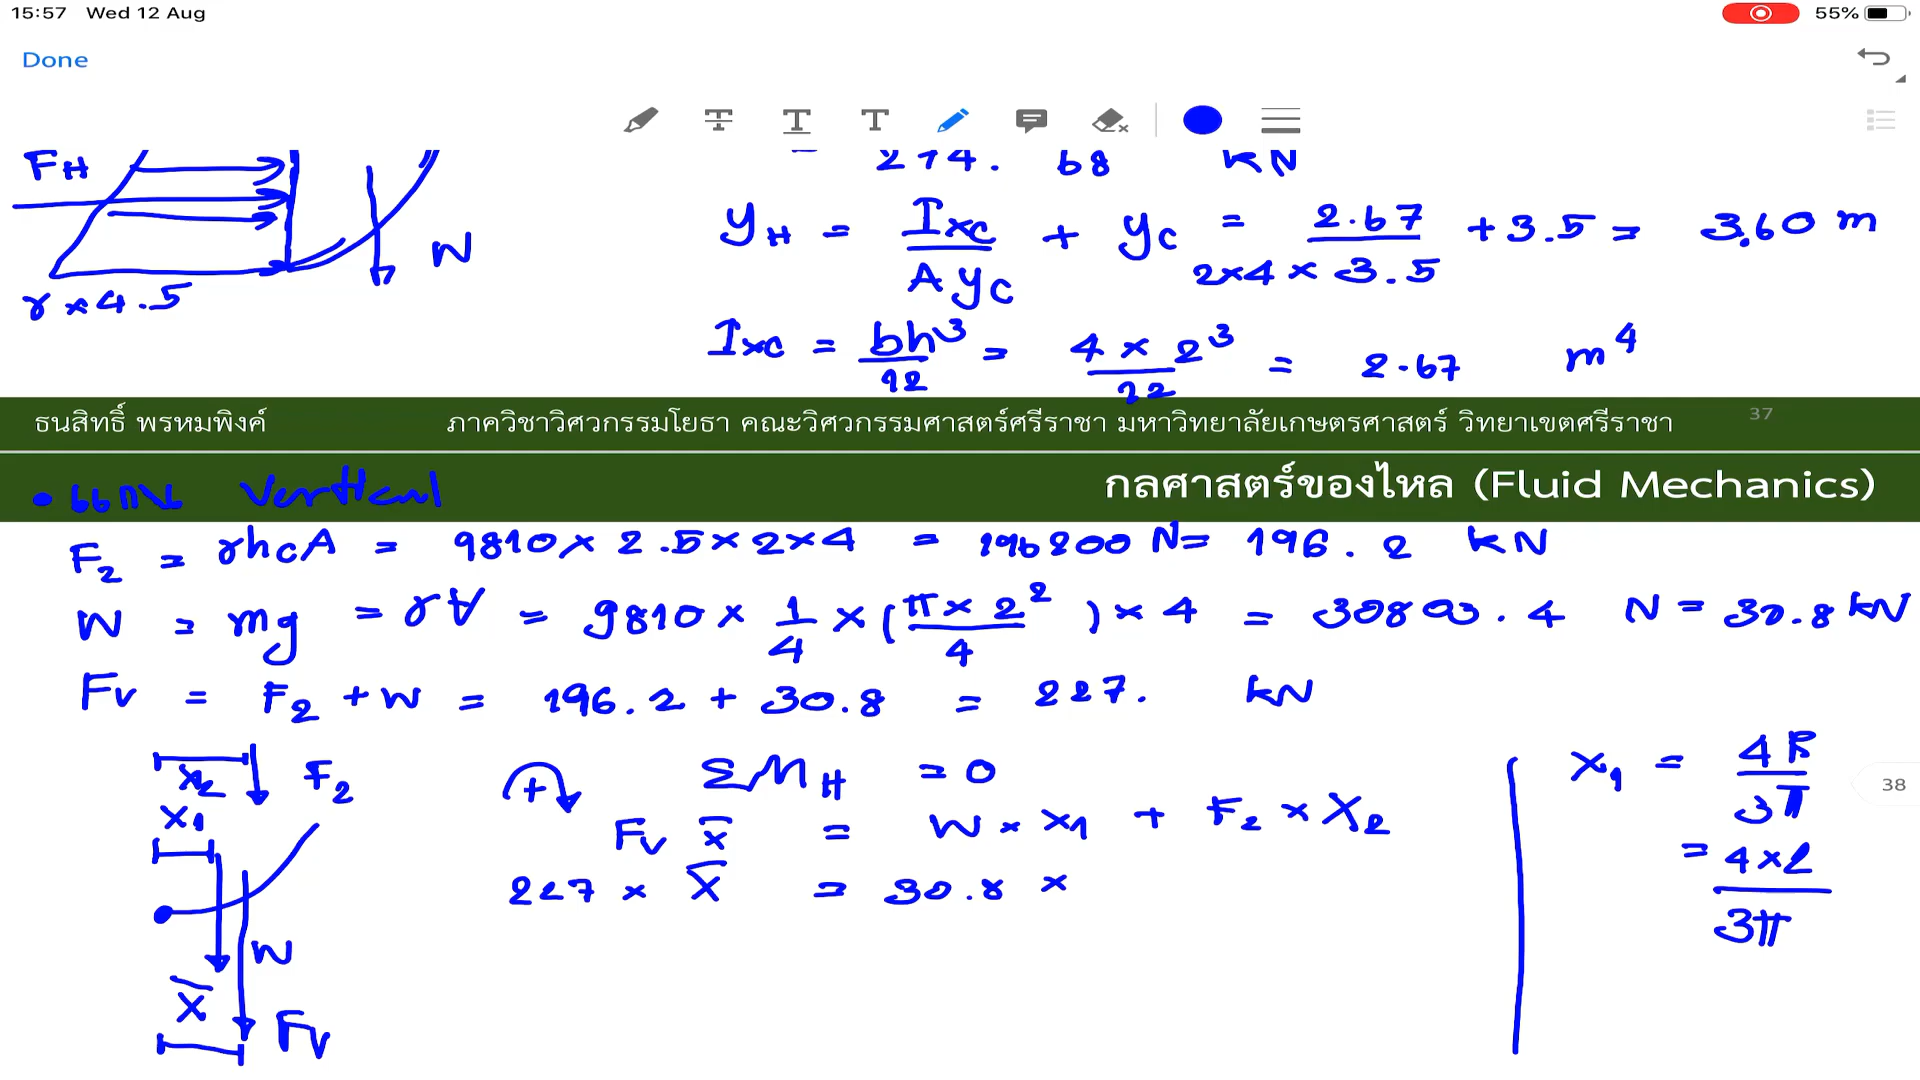 15:57 Wed 12 Aug
55%
Done
FH
W
γ × 4.5
= 274.68 kN
yH = Ixc / A yc + yc = 2.67 / 2×4×3.5 + 3.5 = 3.60 m
Ixc = bh³ / 12 = 4 × 2³ / 12 = 2.67 m⁴
ธนสิทธิ์ พรหมพิงค์ ภาควิชาวิศวกรรมโยธา คณะวิศวกรรมศาสตร์ศรีราชา มหาวิทยาลัยเกษตรศาสตร์ วิทยาเขตศรีราชา 37
กลศาสตร์ของไหล (Fluid Mechanics)
• แกน Vertical
F₂ = γhcA = 9810 × 2.5 × 2 × 4 = 196200 N = 196.2 kN
W = mg = γV = 9810 × 1/4 × (π × 2² / 4) × 4 = 30803.4 N = 30.8 kN
Fv = F₂ + W = 196.2 + 30.8 = 227. kN
X₂ F₂
X₁
W
X̄
Fv
+ ΣMH = 0
Fv x̄ = W × X₁ + F₂ × X₂
227 × X̄ = 30.8 ×
X₁ = 4R / 3π
= 4×2 / 3π
38